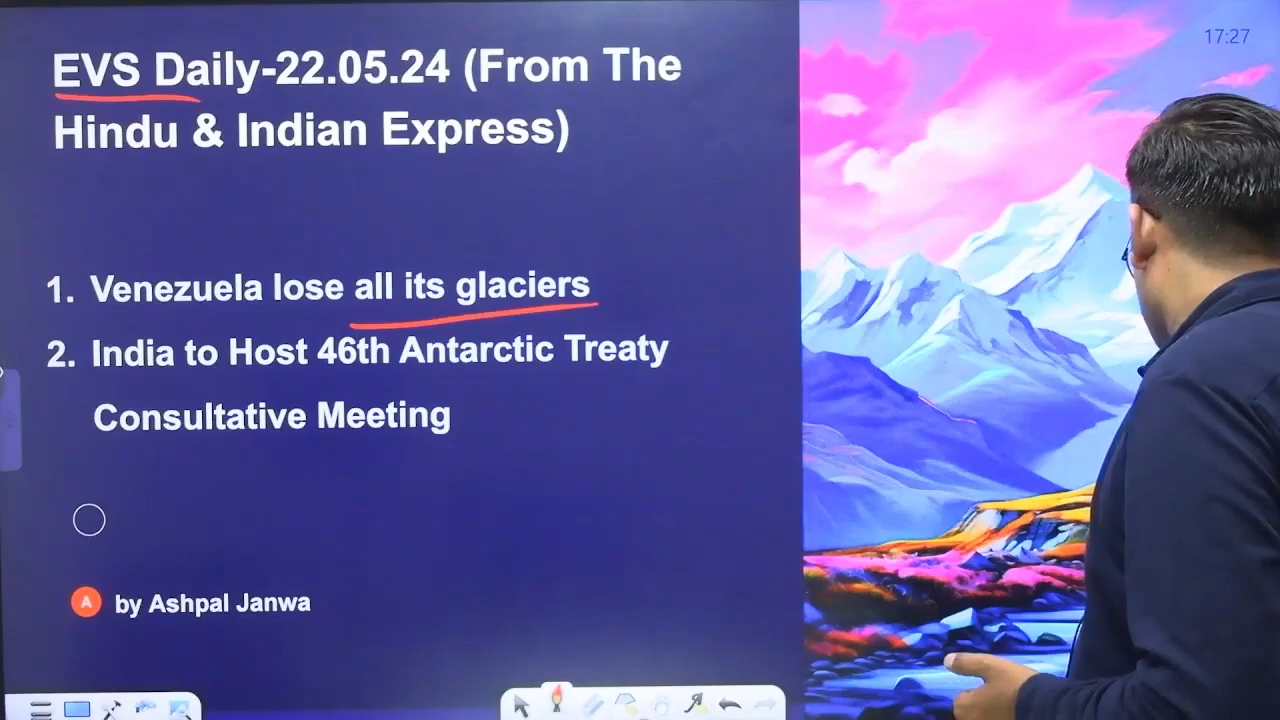 17:27
EVS Daily-22.05.24 (From The
Hindu & Indian Express)
1. Venezuela lose all its glaciers
2. India to Host 46th Antarctic Treaty
Consultative Meeting
A by Ashpal Janwa